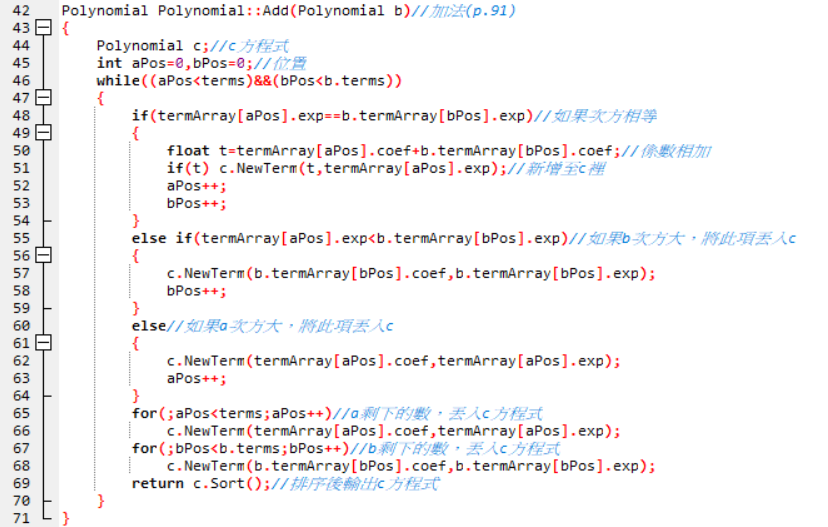 42 Polynomial Polynomial::Add(Polynomial b)//加法(p.91)
43 {
44 Polynomial c;//c方程式
45 int aPos=0,bPos=0;//位置
46 while((aPos<terms)&&(bPos<b.terms))
47 {
48 if(termArray[aPos].exp==b.termArray[bPos].exp)//如果次方相等
49 {
50 float t=termArray[aPos].coef+b.termArray[bPos].coef;//係數相加
51 if(t) c.NewTerm(t,termArray[aPos].exp);//新增至c裡
52 aPos++;
53 bPos++;
54 }
55 else if(termArray[aPos].exp<b.termArray[bPos].exp)//如果b次方大，將此項丟入c
56 {
57 c.NewTerm(b.termArray[bPos].coef,b.termArray[bPos].exp);
58 bPos++;
59 }
60 else//如果a次方大，將此項丟入c
61 {
62 c.NewTerm(termArray[aPos].coef,termArray[aPos].exp);
63 aPos++;
64 }
65 for(;aPos<terms;aPos++)//a剩下的數，丟入c方程式
66 c.NewTerm(termArray[aPos].coef,termArray[aPos].exp);
67 for(;bPos<b.terms;bPos++)//b剩下的數，丟入c方程式
68 c.NewTerm(b.termArray[bPos].coef,b.termArray[bPos].exp);
69 return c.Sort();//排序後輸出c方程式
70 }
71 }